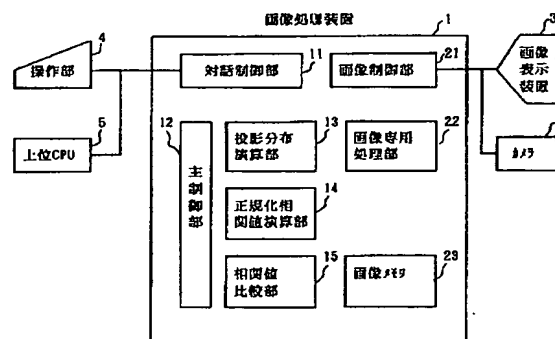 画像処理装置
1
4
操作部
5
上位CPU
対話制御部
11
画像制御部
21
3
画像
表示
装置
カメラ
12
主制御部
投影分布
演算部
13
画像専用
処理部
22
正規化相
関値演算部
14
相関値
比較部
15
画像メモリ
23